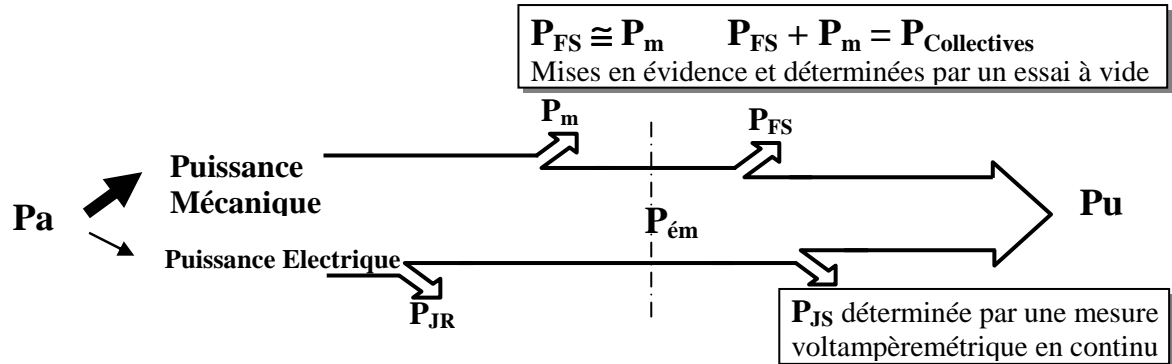 P_FS ≅ P_m P_FS + P_m = P_Collectives
Mises en évidence et déterminées par un essai à vide
P_m
P_FS
Puissance
Mécanique
Pa
P_ém
Pu
Puissance Electrique
P_JR
P_JS déterminée par une mesure
voltampèremétrique en continu